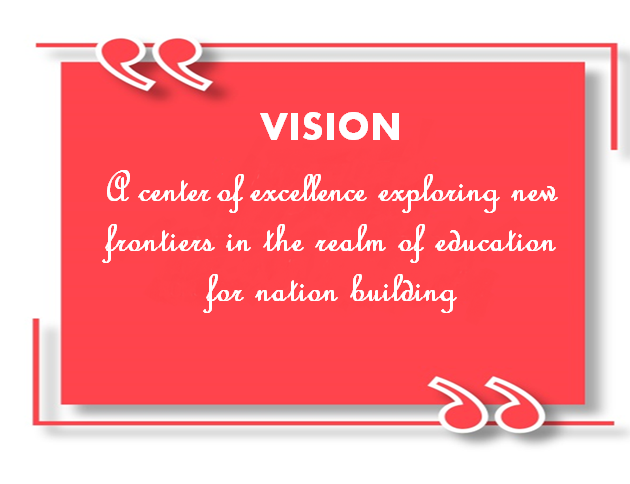 VISION
A center of excellence exploring new
frontiers in the realm of education
for nation building